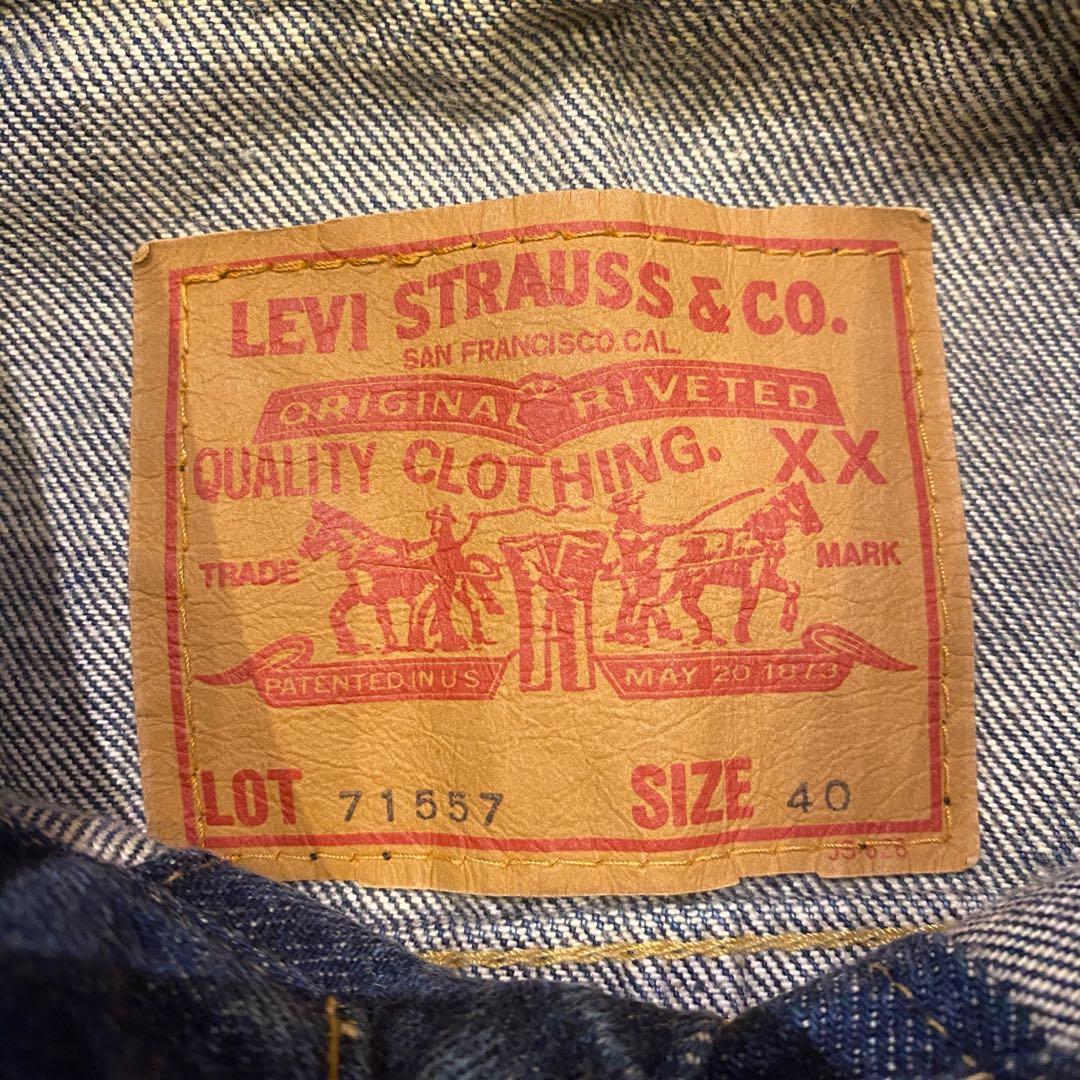 LEVI STRAUSS & CO.
SAN FRANCISCO. CAL.
ORIGINAL RIVETED
QUALITY CLOTHING. XX
TRADE MARK
PATENTED IN US MAY 20 1873
LOT 71557 SIZE 40